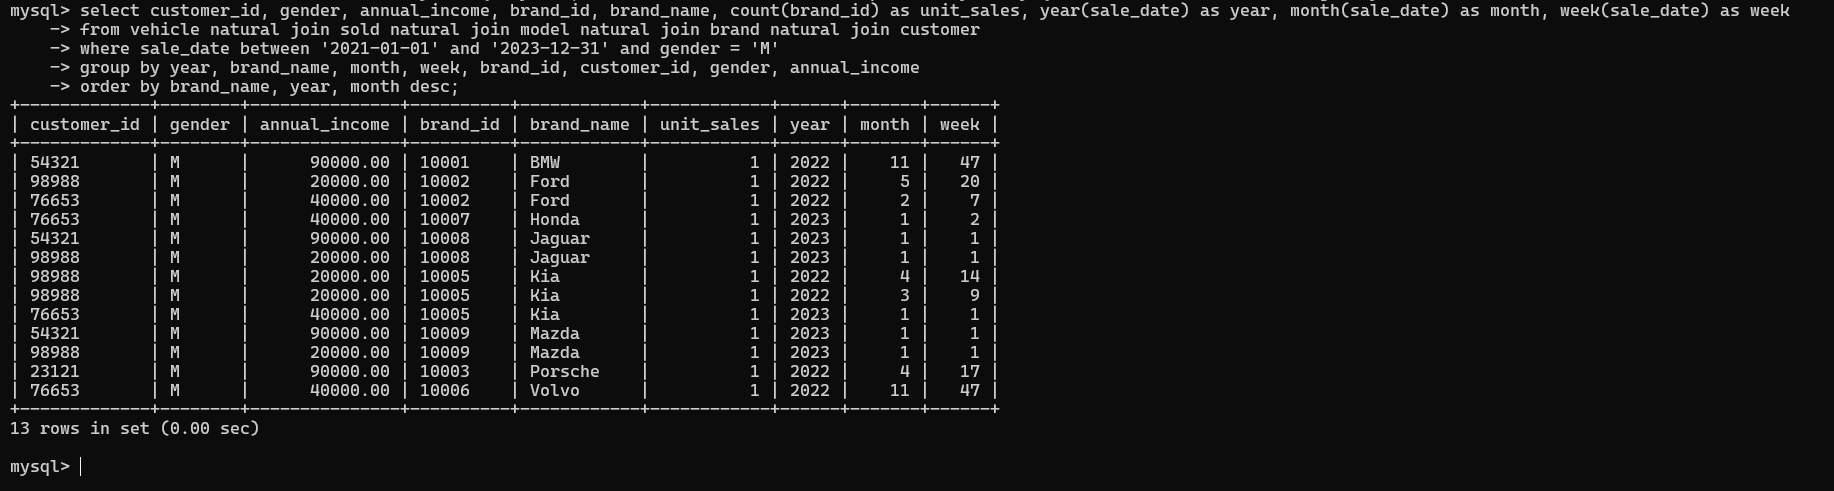 mysql> select customer_id, gender, annual_income, brand_id, brand_name, count(brand_id) as unit_sales, year(sale_date) as year, month(sale_date) as month, week(sale_date) as week
    -> from vehicle natural join sold natural join model natural join brand natural join customer
    -> where sale_date between '2021-01-01' and '2023-12-31' and gender = 'M'
    -> group by year, brand_name, month, week, brand_id, customer_id, gender, annual_income
    -> order by brand_name, year, month desc;
+-------------+--------+---------------+----------+------------+------------+------+-------+------+
| customer_id | gender | annual_income | brand_id | brand_name | unit_sales | year | month | week |
+-------------+--------+---------------+----------+------------+------------+------+-------+------+
| 54321       | M      |      90000.00 | 10001    | BMW        |          1 | 2022 |    11 |   47 |
| 98988       | M      |      20000.00 | 10002    | Ford       |          1 | 2022 |     5 |   20 |
| 76653       | M      |      40000.00 | 10002    | Ford       |          1 | 2022 |     2 |    7 |
| 76653       | M      |      40000.00 | 10007    | Honda      |          1 | 2023 |     1 |    2 |
| 54321       | M      |      90000.00 | 10008    | Jaguar     |          1 | 2023 |     1 |    1 |
| 98988       | M      |      20000.00 | 10008    | Jaguar     |          1 | 2023 |     1 |    1 |
| 98988       | M      |      20000.00 | 10005    | Kia        |          1 | 2022 |     4 |   14 |
| 98988       | M      |      20000.00 | 10005    | Kia        |          1 | 2022 |     3 |    9 |
| 76653       | M      |      40000.00 | 10005    | Kia        |          1 | 2023 |     1 |    1 |
| 54321       | M      |      90000.00 | 10009    | Mazda      |          1 | 2023 |     1 |    1 |
| 98988       | M      |      20000.00 | 10009    | Mazda      |          1 | 2023 |     1 |    1 |
| 23121       | M      |      90000.00 | 10003    | Porsche    |          1 | 2022 |     4 |   17 |
| 76653       | M      |      40000.00 | 10006    | Volvo      |          1 | 2022 |    11 |   47 |
+-------------+--------+---------------+----------+------------+------------+------+-------+------+
13 rows in set (0.00 sec)
mysql>